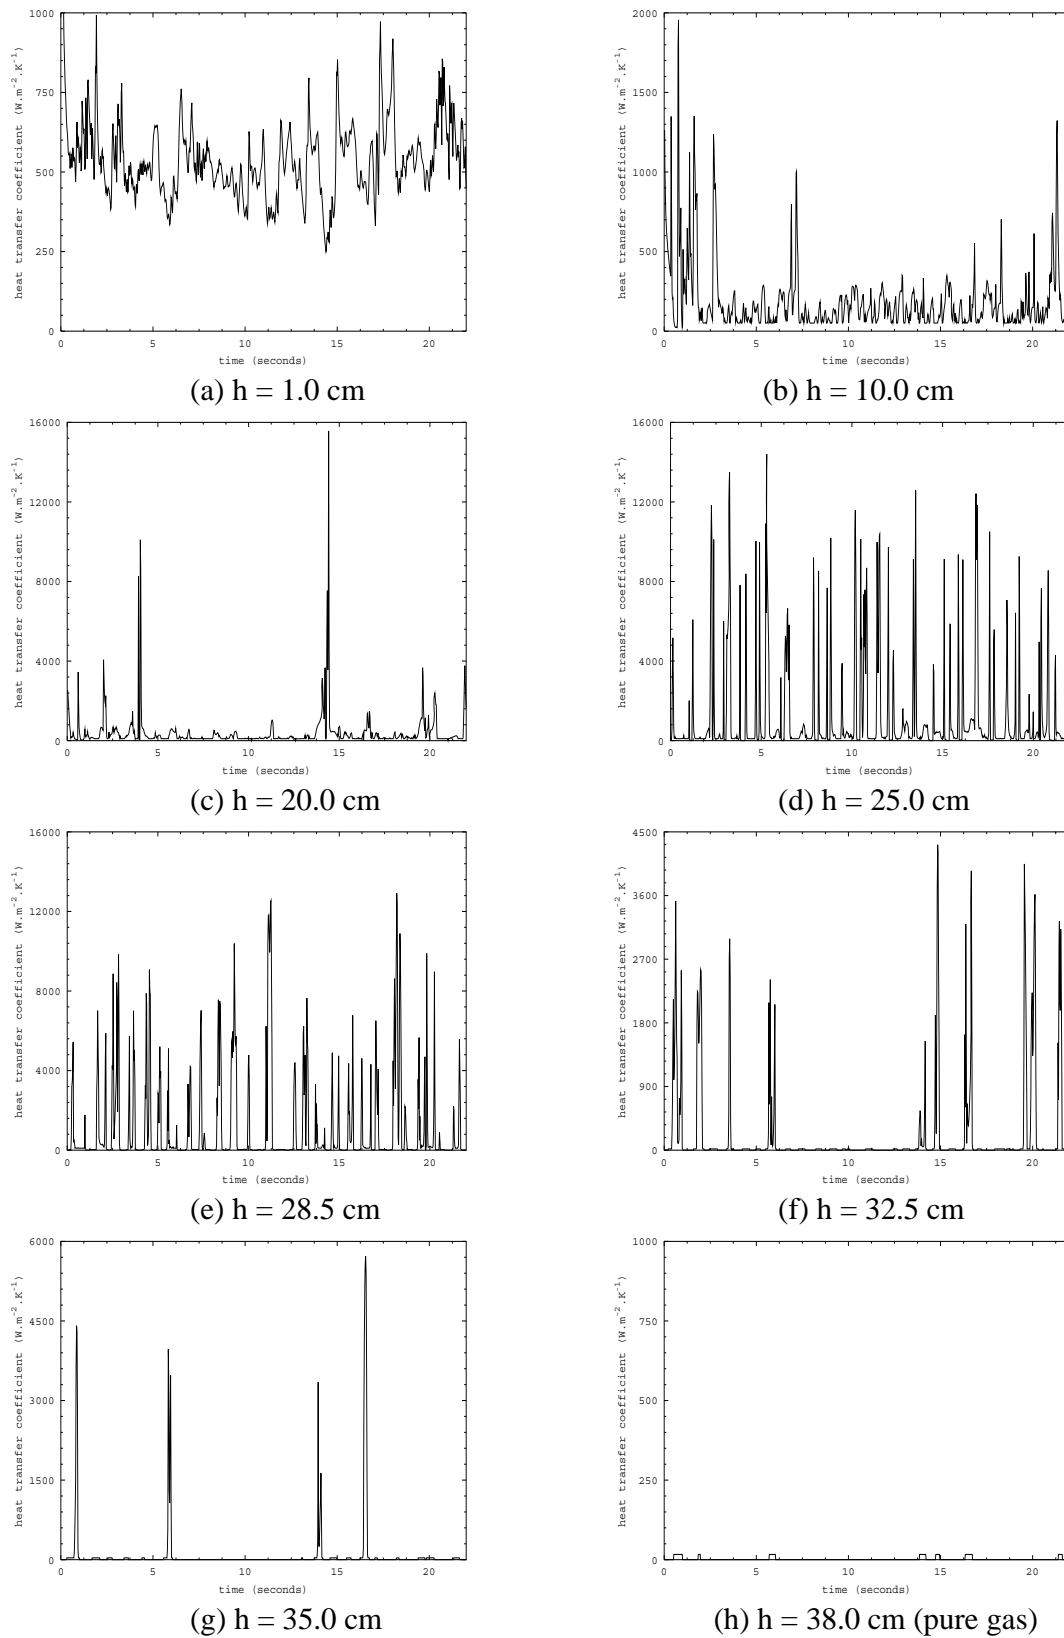 1000
750
500
250
0
heat transfer coefficient (W.m⁻².K⁻¹)
0 5 10 15 20
time (seconds)
(a) h = 1.0 cm
2000
1500
1000
500
0
heat transfer coefficient (W.m⁻².K⁻¹)
0 5 10 15 20
time (seconds)
(b) h = 10.0 cm
16000
12000
8000
4000
0
heat transfer coefficient (W.m⁻².K⁻¹)
0 5 10 15 20
time (seconds)
(c) h = 20.0 cm
16000
12000
8000
4000
0
heat transfer coefficient (W.m⁻².K⁻¹)
0 5 10 15 20
time (seconds)
(d) h = 25.0 cm
16000
12000
8000
4000
0
heat transfer coefficient (W.m⁻².K⁻¹)
0 5 10 15 20
time (seconds)
(e) h = 28.5 cm
4500
3600
2700
1800
900
0
heat transfer coefficient (W.m⁻².K⁻¹)
0 5 10 15 20
time (seconds)
(f) h = 32.5 cm
6000
4500
3000
1500
0
heat transfer coefficient (W.m⁻².K⁻¹)
0 5 10 15 20
time (seconds)
(g) h = 35.0 cm
1000
750
500
250
0
heat transfer coefficient (W.m⁻².K⁻¹)
0 5 10 15 20
time (seconds)
(h) h = 38.0 cm (pure gas)